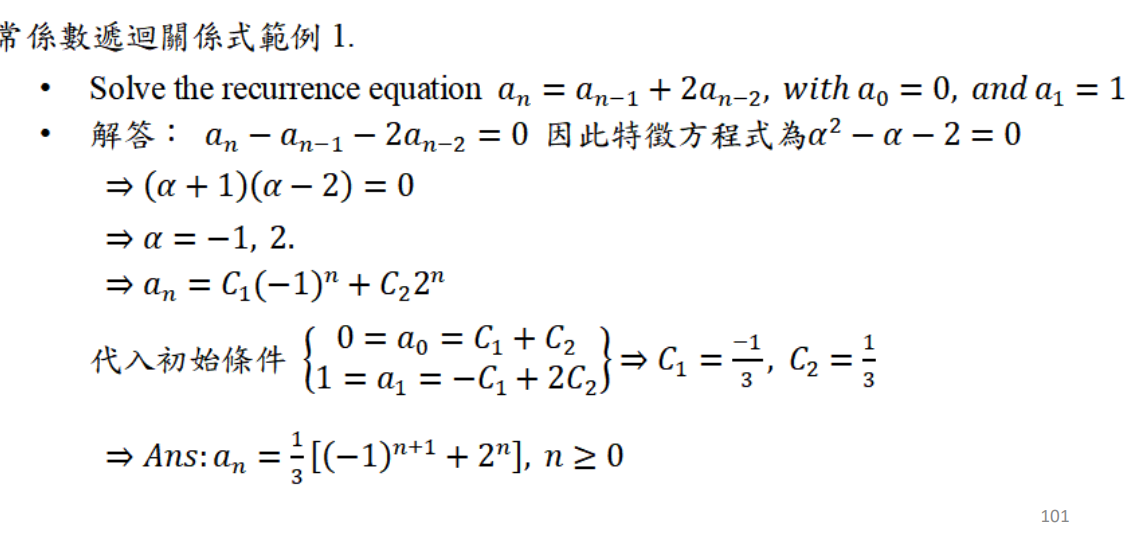 常係數遞迴關係式範例 1.
• Solve the recurrence equation aₙ = aₙ₋₁ + 2aₙ₋₂, with a₀ = 0, and a₁ = 1
• 解答： aₙ − aₙ₋₁ − 2aₙ₋₂ = 0 因此特徵方程式為α² − α − 2 = 0
⇒ (α + 1)(α − 2) = 0
⇒ α = −1, 2.
⇒ aₙ = C₁(−1)ⁿ + C₂2ⁿ
代入初始條件 { 0 = a₀ = C₁ + C₂
1 = a₁ = −C₁ + 2C₂ } ⇒ C₁ = −1/3, C₂ = 1/3
⇒ Ans: aₙ = 1/3 [(−1)ⁿ⁺¹ + 2ⁿ], n ≥ 0
101